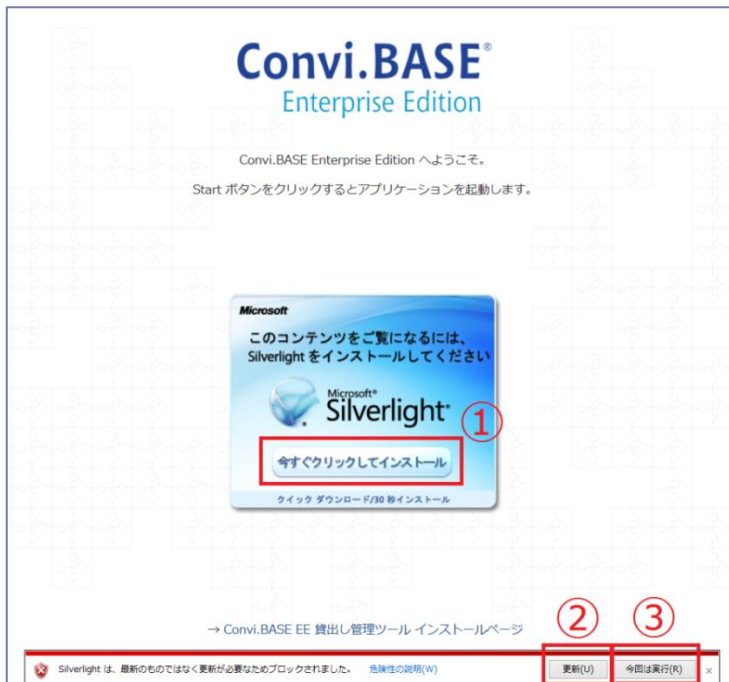 Convi.BASE®
Enterprise Edition
Convi.BASE Enterprise Edition へようこそ。
Start ボタンをクリックするとアプリケーションを起動します。
Microsoft
このコンテンツをご覧になるには、
Silverlight をインストールしてください
Microsoft®
Silverlight
①
今すぐクリックしてインストール
クイック ダウンロード/30 秒インストール
② ③
→ Convi.BASE EE 貸出し管理ツール インストールページ
Silverlight は、最新のものではなく更新が必要なためブロックされました。 危険性の説明(W) 更新(U) 今回は実行(R) ×